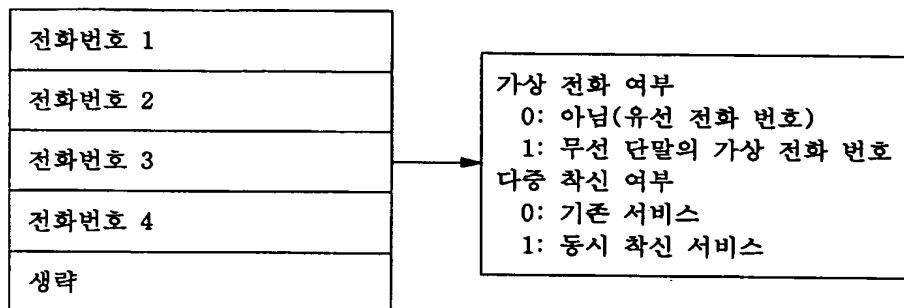 전화번호 1
전화번호 2
전화번호 3
전화번호 4
생략
가상 전화 여부
0: 아님(유선 전화 번호)
1: 무선 단말의 가상 전화 번호
다중 착신 여부
0: 기존 서비스
1: 동시 착신 서비스